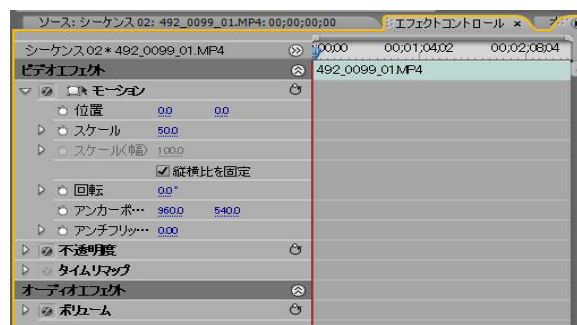 ソース: シーケンス 02: 492_0099_01.MP4: 00;00;00;00 エフェクトコントロール ×
シーケンス 02 * 492_0099_01.MP4 00;00 00;01;04;02 00;02;08;04
ビデオエフェクト 492_0099_01.MP4
モーション
位置 0.0 0.0
スケール 50.0
スケール(幅) 100.0
縦横比を固定
回転 0.0°
アンカーポ… 960.0 540.0
アンチフリッ… 0.00
不透明度
タイムリマップ
オーディオエフェクト
ボリューム